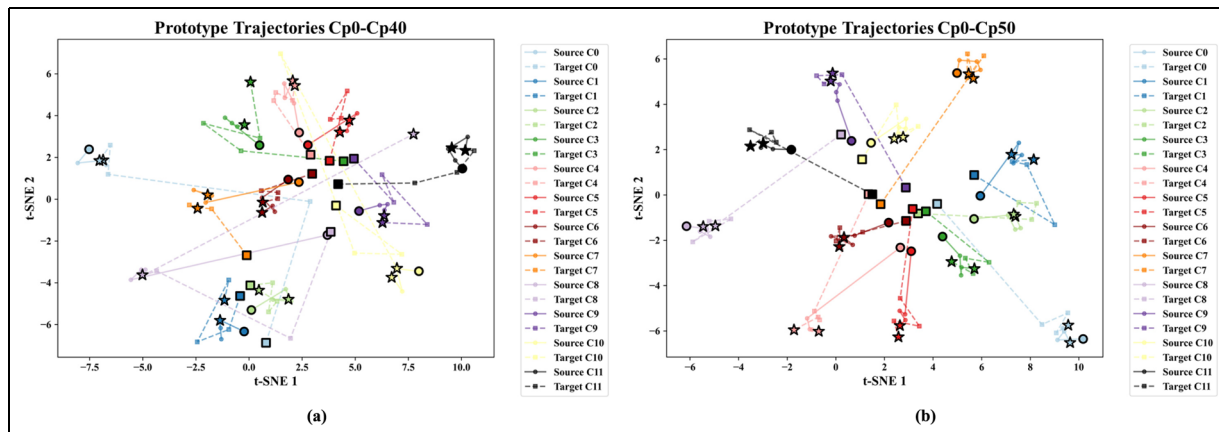 Prototype Trajectories Cp0-Cp40
t-SNE 2
6
4
2
0
−2
−4
−6
−7.5
−5.0
−2.5
0.0
2.5
5.0
7.5
10.0
t-SNE 1
Source C0
Target C0
Source C1
Target C1
Source C2
Target C2
Source C3
Target C3
Source C4
Target C4
Source C5
Target C5
Source C6
Target C6
Source C7
Target C7
Source C8
Target C8
Source C9
Target C9
Source C10
Target C10
Source C11
Target C11
(a)
Prototype Trajectories Cp0-Cp50
t-SNE 2
6
4
2
0
−2
−4
−6
−6
−4
−2
0
2
4
6
8
10
t-SNE 1
Source C0
Target C0
Source C1
Target C1
Source C2
Target C2
Source C3
Target C3
Source C4
Target C4
Source C5
Target C5
Source C6
Target C6
Source C7
Target C7
Source C8
Target C8
Source C9
Target C9
Source C10
Target C10
Source C11
Target C11
(b)